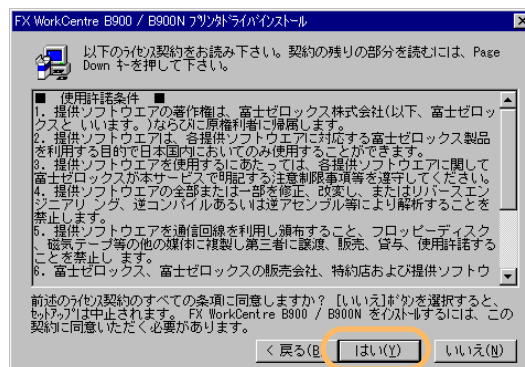 FX WorkCentre B900 / B900N ﾌﾟﾘﾝﾀﾄﾞﾗｲﾊﾞｲﾝｽﾄｰﾙ
以下のﾗｲｾﾝｽ契約をお読み下さい。契約の残りの部分を読むには、Page
Down キーを押して下さい。
■ 使用許諾条件 ■
1. 提供ソフトウエアの著作権は、富士ゼロックス株式会社(以下、富士ゼロッ
クスと いいます。)ならびに原権利者に帰属します。
2. 提供ソフトウエアは、各提供ソフトウエアに対応する富士ゼロックス製品
を利用する目的で日本国内においてのみ使用することができます。
3. 提供ソフトウエアを使用するにあたっては、各提供ソフトウエアに関して
富士ゼロックスが本サービスで明記する注意制限事項等を遵守してください。
4. 提供ソフトウエアの全部または一部を修正、改変し、またはリバースエン
ジニアリ ング、逆コンパイルあるいは逆アセンブル等により解析することを
禁止します。
5. 提供ソフトウエアを通信回線を利用し頒布すること、フロッピーディスク
、磁気テープ等の他の媒体に複製し第三者に譲渡、販売、貸与、使用許諾する
ことを禁止し ます。
6. 富士ゼロックス、富士ゼロックスの販売会社、特約店および提供ソフトウ
前述のﾗｲｾﾝｽ契約のすべての条項に同意しますか? [いいえ]ﾎﾞﾀﾝを選択すると、
ｾｯﾄｱｯﾌﾟは中止されます。 FX WorkCentre B900 / B900N をｲﾝｽﾄｰﾙするには、この
契約に同意いただく必要があります。
< 戻る(B はい(Y) いいえ(N)